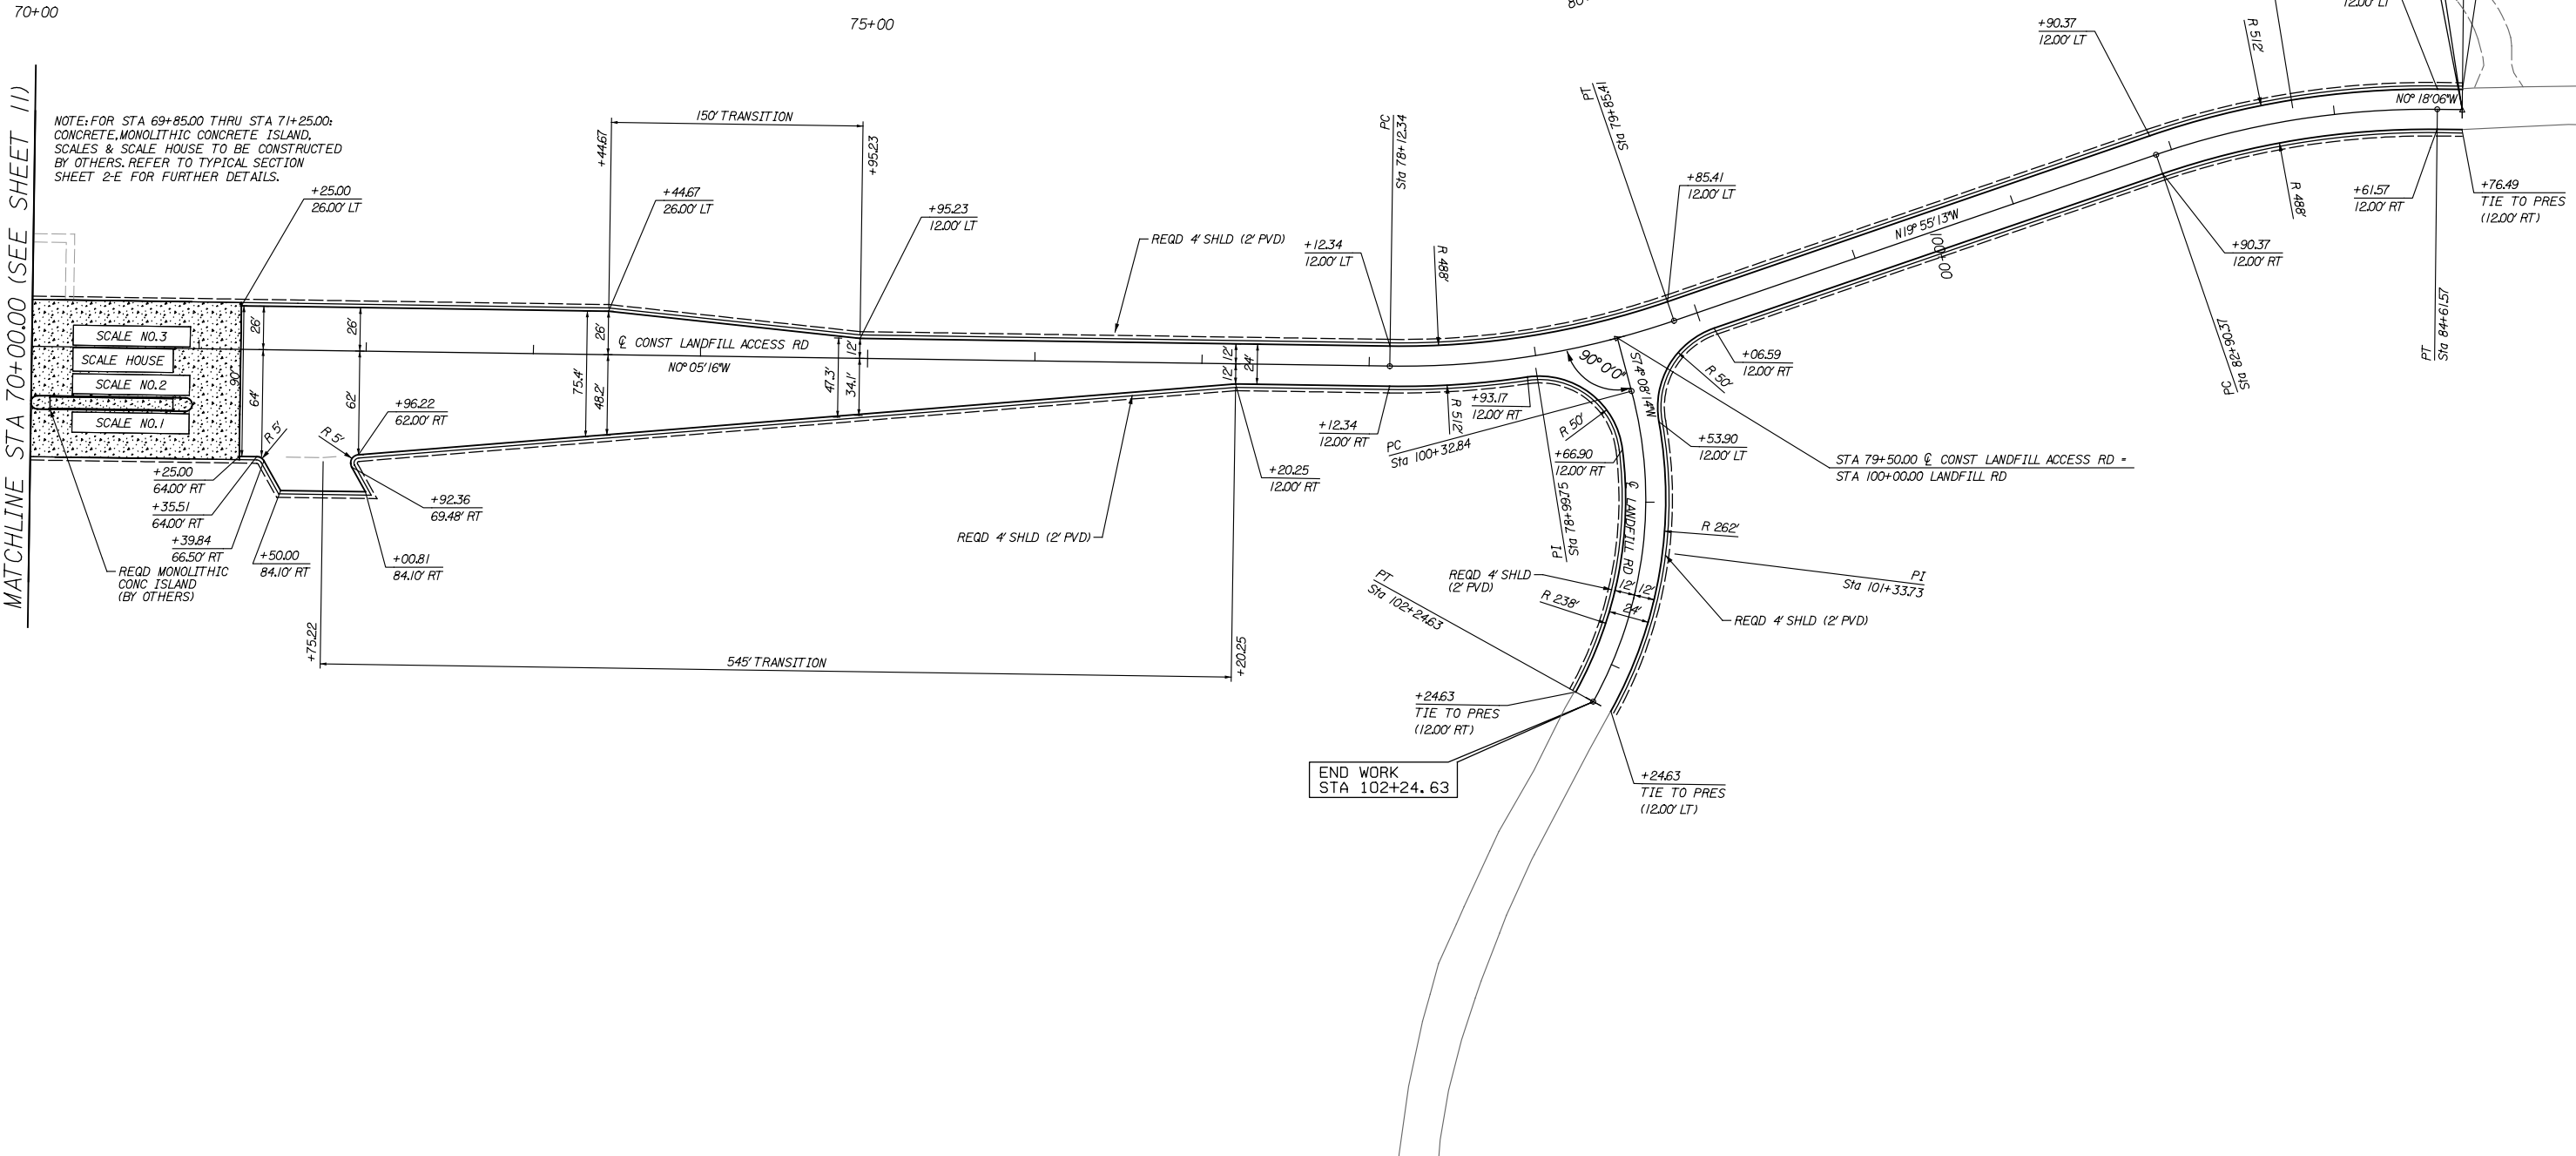 70+00
75+00
80
12.00' LT
MATCHLINE STA 70+00.00 (SEE SHEET 11)
NOTE: FOR STA 69+85.00 THRU STA 71+25.00:
CONCRETE, MONOLITHIC CONCRETE ISLAND,
SCALES & SCALE HOUSE TO BE CONSTRUCTED
BY OTHERS. REFER TO TYPICAL SECTION
SHEET 2-E FOR FURTHER DETAILS.
+25.00
26.00' LT
+44.67
150' TRANSITION
+95.23
+44.67
26.00' LT
+95.23
12.00' LT
REQD 4' SHLD (2' PVD)
PC
Sta 78+12.34
+12.34
12.00' LT
R 488'
PT
Sta 79+85.41
+85.41
12.00' LT
+90.37
12.00' LT
R 512'
N0° 18'06"W
R 488'
+61.57
12.00' RT
+76.49
TIE TO PRES
(12.00' RT)
N19° 55'13"W
100+00
+90.37
12.00' RT
PC
Sta 82+90.37
PT
Sta 84+61.57
SCALE NO.3
SCALE HOUSE
SCALE NO.2
SCALE NO.1
90'
26'
64'
26'
62'
R 5'
R 5'
75.4'
26'
48.2'
℄ CONST LANDFILL ACCESS RD
N0° 05'16"W
47.3'
12'
34.1'
12'
12'
24'
+96.22
62.00' RT
+25.00
64.00' RT
+35.51
64.00' RT
+39.84
66.50' RT
+50.00
84.10' RT
+92.36
69.48' RT
+00.81
84.10' RT
REQD MONOLITHIC
CONC ISLAND
(BY OTHERS)
+75.22
545' TRANSITION
+20.25
REQD 4' SHLD (2' PVD)
+20.25
12.00' RT
+12.34
12.00' RT
R 512'
+93.17
12.00' RT
PC
Sta 100+32.84
R 50'
90° 0'0"
S74° 08'14"W
+66.90
12.00' RT
PI
Sta 78+99.75
R 50'
+06.59
12.00' RT
+53.90
12.00' LT
STA 79+50.00 ℄ CONST LANDFILL ACCESS RD =
STA 100+00.00 LANDFILL RD
℄ LANDFILL RD
R 262'
PI
Sta 101+33.73
REQD 4' SHLD
(2' PVD)
12'
12'
24'
R 238'
REQD 4' SHLD (2' PVD)
PT
Sta 102+24.63
+24.63
TIE TO PRES
(12.00' RT)
END WORK
STA 102+24.63
+24.63
TIE TO PRES
(12.00' LT)